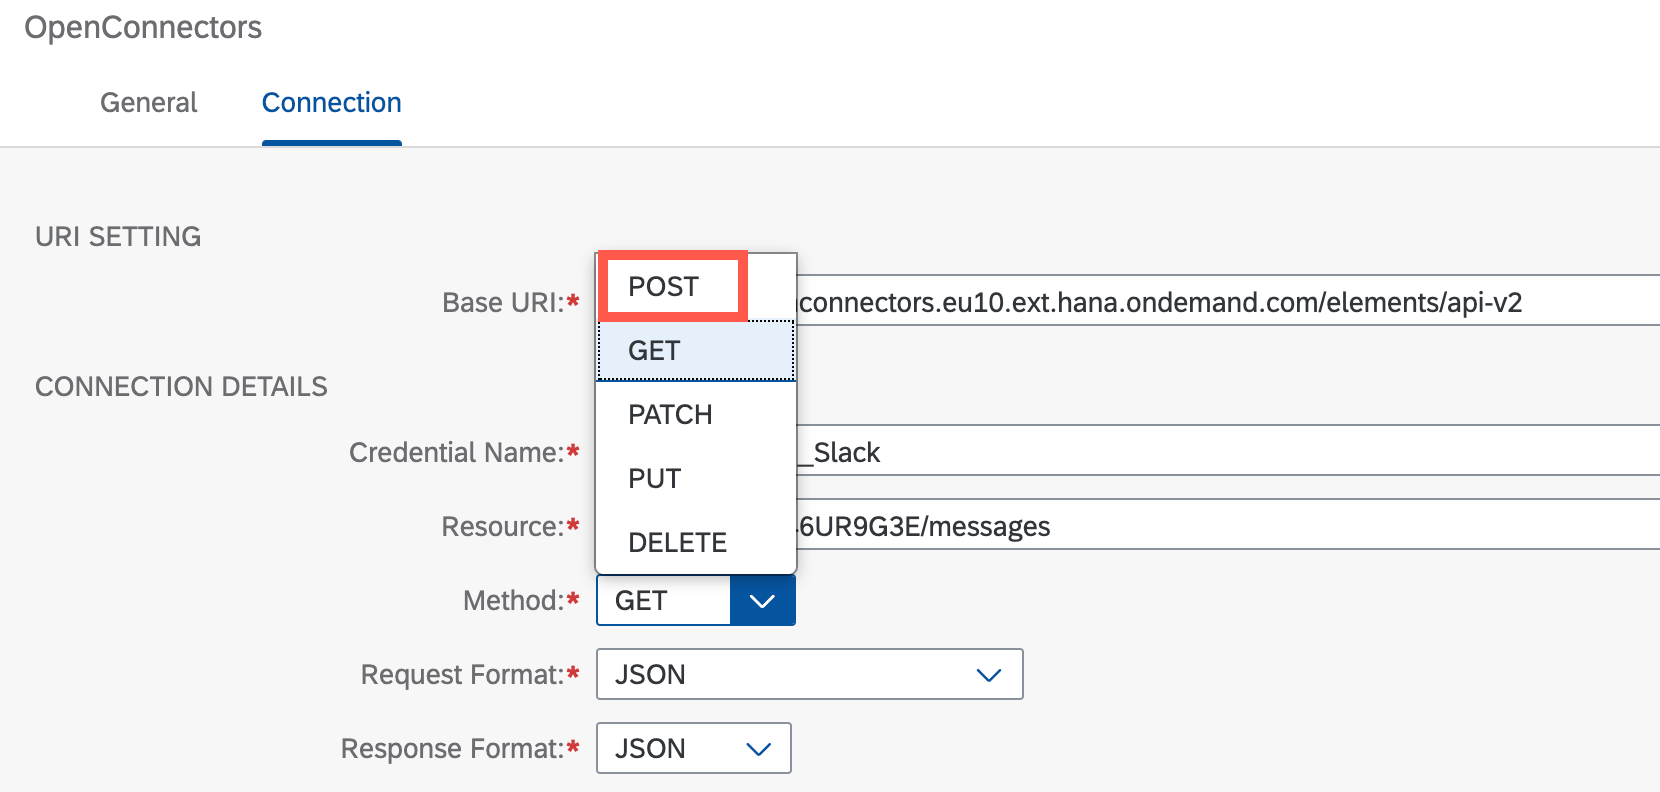 OpenConnectors
General Connection
URI SETTING
Base URI:* connectors.eu10.ext.hana.ondemand.com/elements/api-v2
POST
GET
PATCH
PUT
DELETE
CONNECTION DETAILS
Credential Name:* _Slack
Resource:* 6UR9G3E/messages
Method:* GET
Request Format:* JSON
Response Format:* JSON